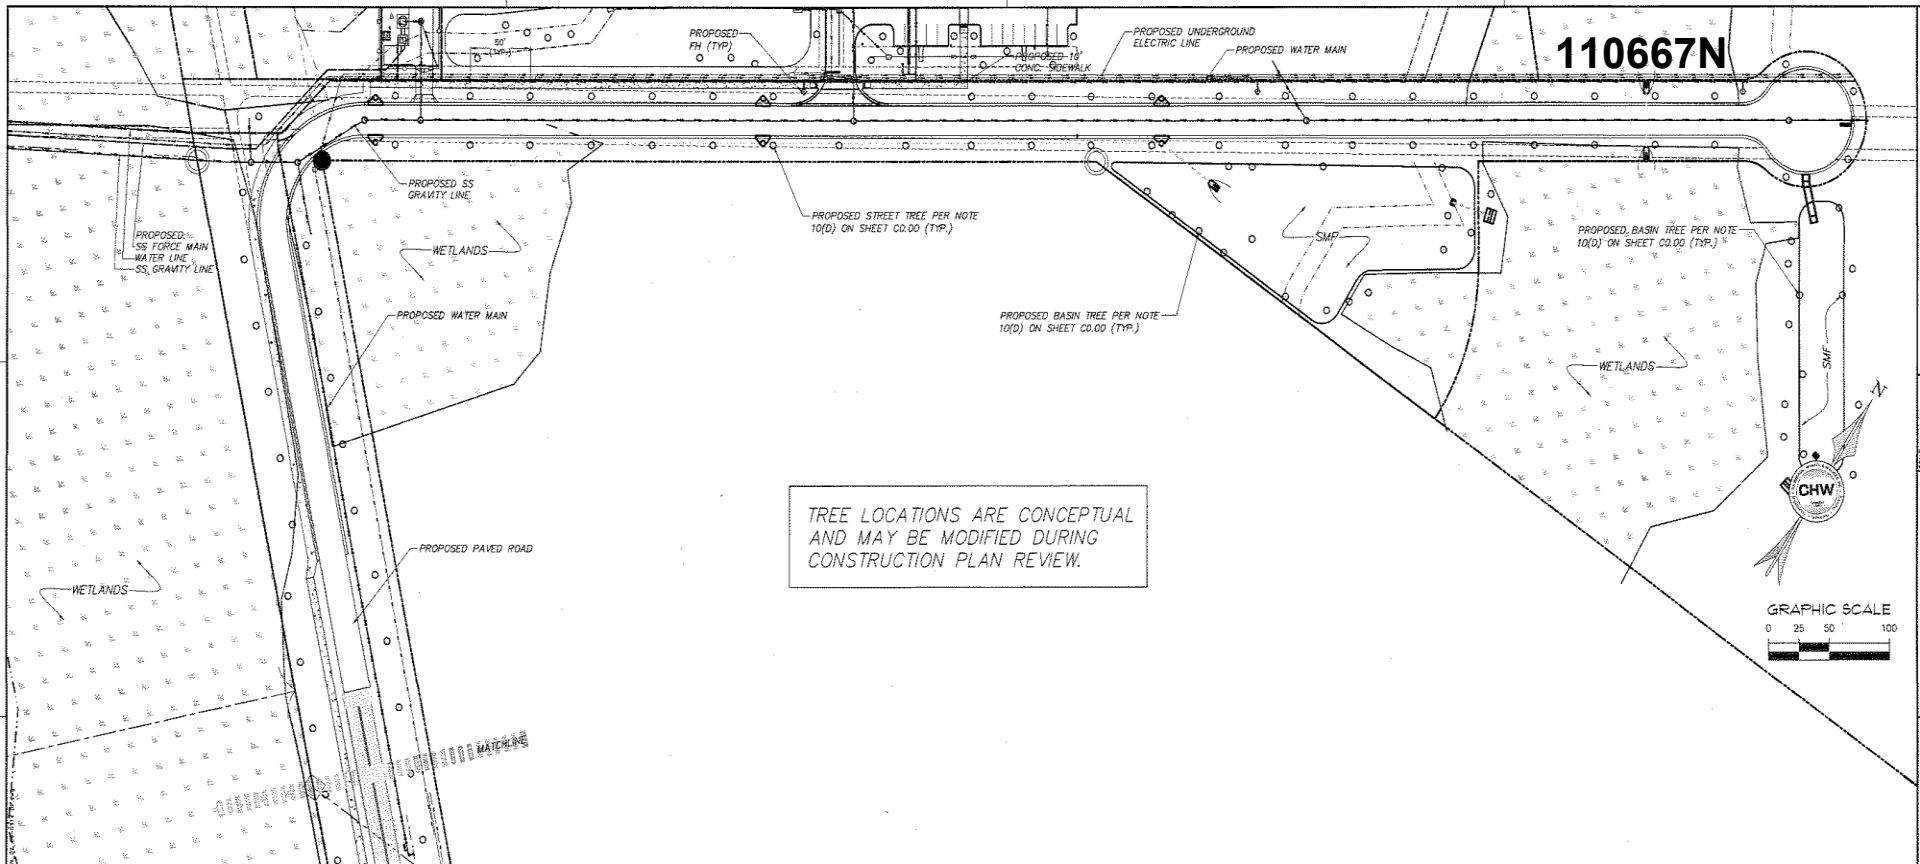 110667N
PROPOSED
FH (TYP)
50'
(TYP.)
PROPOSED UNDERGROUND
ELECTRIC LINE
PROPOSED WATER MAIN
PROPOSED 10'
CONC. SIDEWALK
PROPOSED SS
GRAVITY LINE
PROPOSED:
SS FORCE MAIN
WATER LINE
SS GRAVITY LINE
WETLANDS
PROPOSED STREET TREE PER NOTE
10(D) ON SHEET C0.00 (TYP.)
SMF
PROPOSED BASIN TREE PER NOTE
10(D) ON SHEET C0.00 (TYP.)
PROPOSED WATER MAIN
PROPOSED BASIN TREE PER NOTE
10(D) ON SHEET C0.00 (TYP.)
WETLANDS
SMF
N
CHW
TREE LOCATIONS ARE CONCEPTUAL
AND MAY BE MODIFIED DURING
CONSTRUCTION PLAN REVIEW.
PROPOSED PAVED ROAD
WETLANDS
GRAPHIC SCALE
0 25 50 100
MATCHLINE